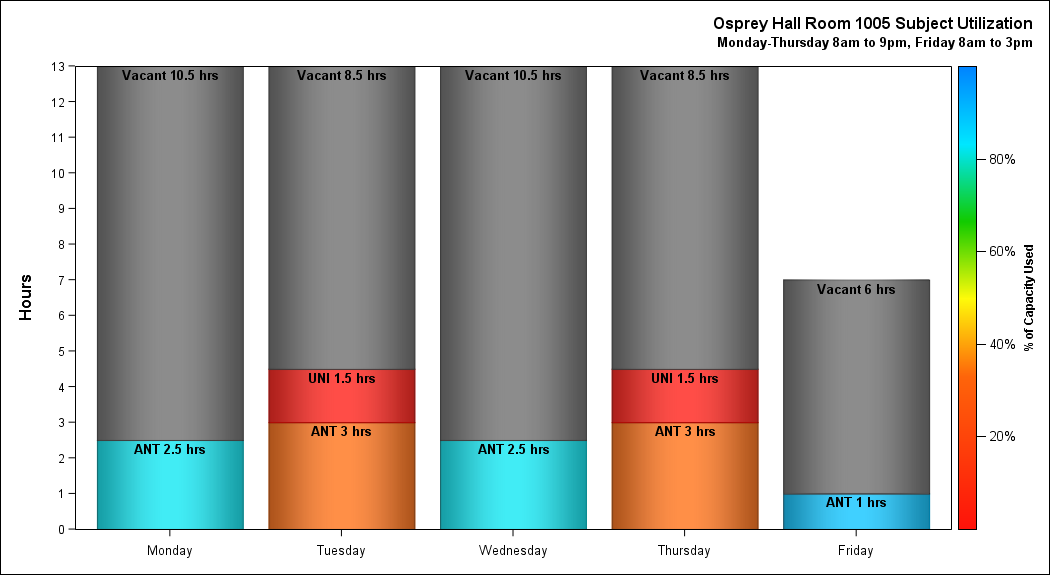 Osprey Hall Room 1005 Subject Utilization
Monday-Thursday 8am to 9pm, Friday 8am to 3pm
Hours
13
12
11
10
9
8
7
6
5
4
3
2
1
0
Vacant 10.5 hrs
ANT 2.5 hrs
Vacant 8.5 hrs
UNI 1.5 hrs
ANT 3 hrs
Vacant 10.5 hrs
ANT 2.5 hrs
Vacant 8.5 hrs
UNI 1.5 hrs
ANT 3 hrs
Vacant 6 hrs
ANT 1 hrs
Monday
Tuesday
Wednesday
Thursday
Friday
80%
60%
40%
20%
% of Capacity Used